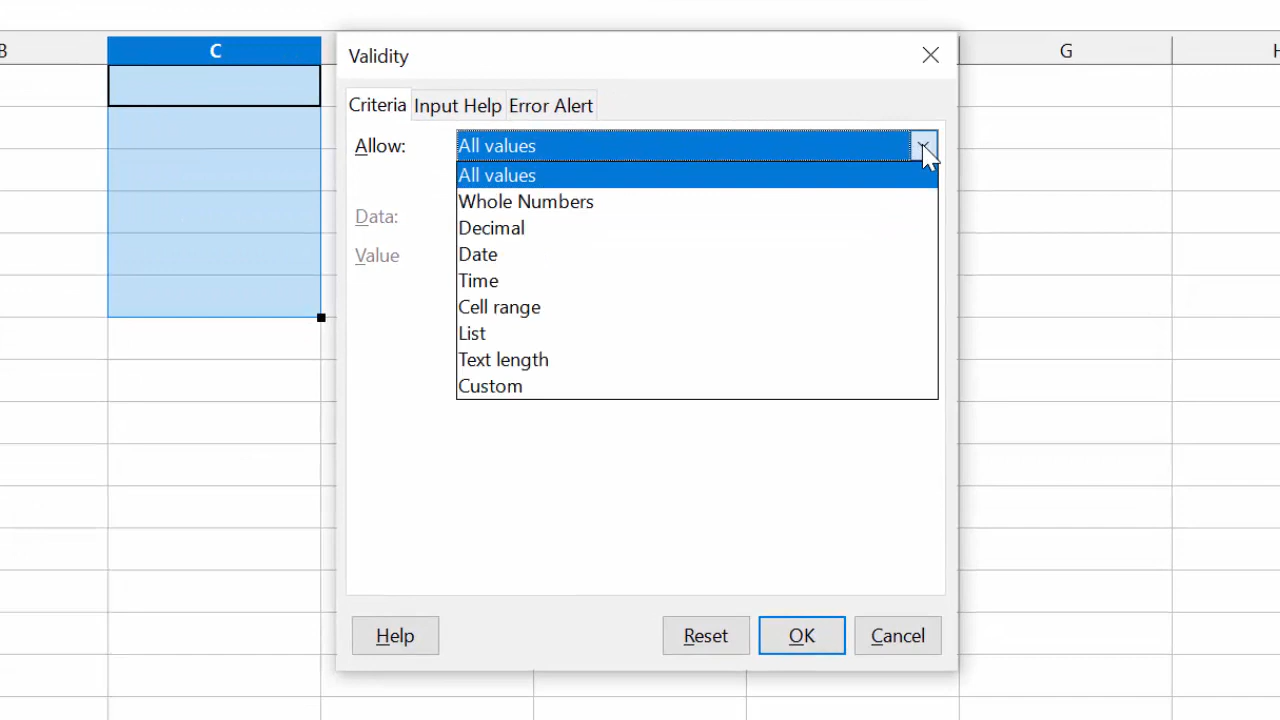 B C G H
Validity
Criteria Input Help Error Alert
Allow: All values
All values
Whole Numbers
Data:
Decimal
Value
Date
Time
Cell range
List
Text length
Custom
Help Reset OK Cancel